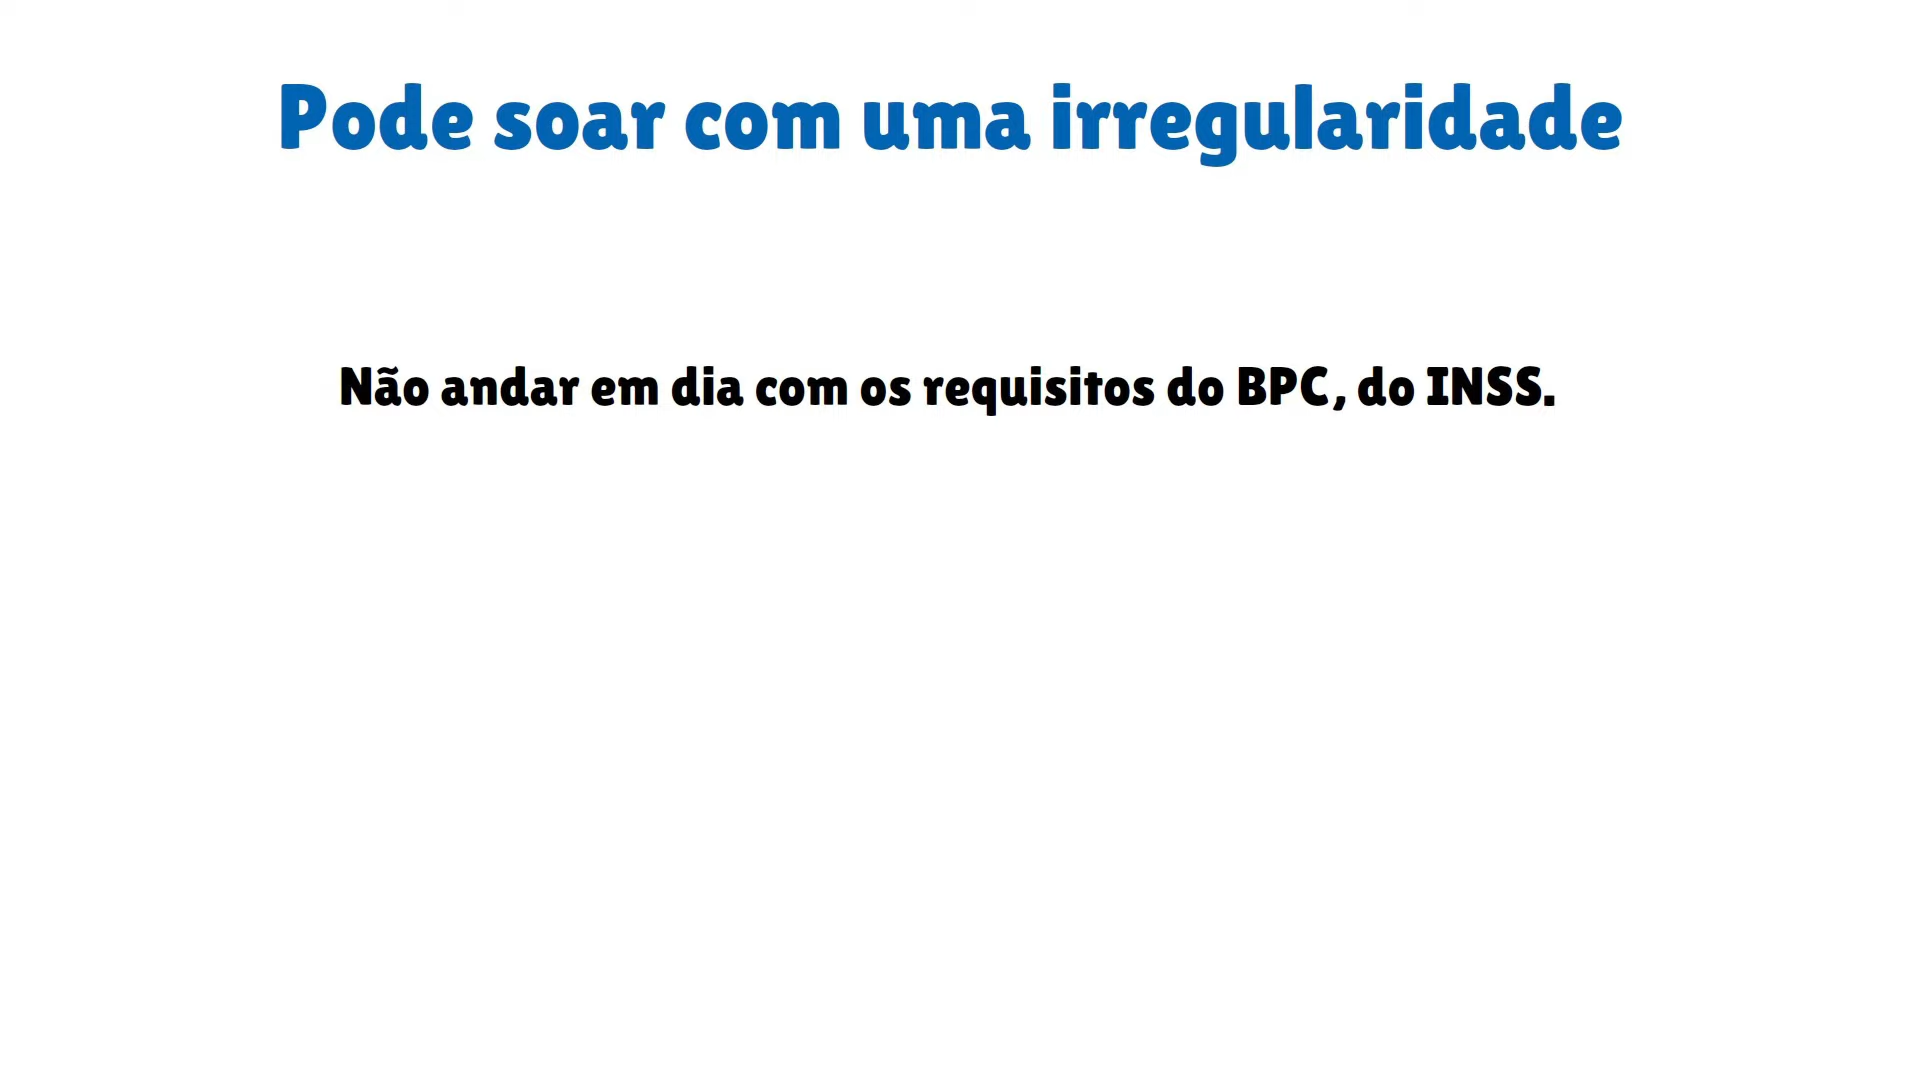 Pode soar com uma irregularidade
Não andar em dia com os requisitos do BPC, do INSS.